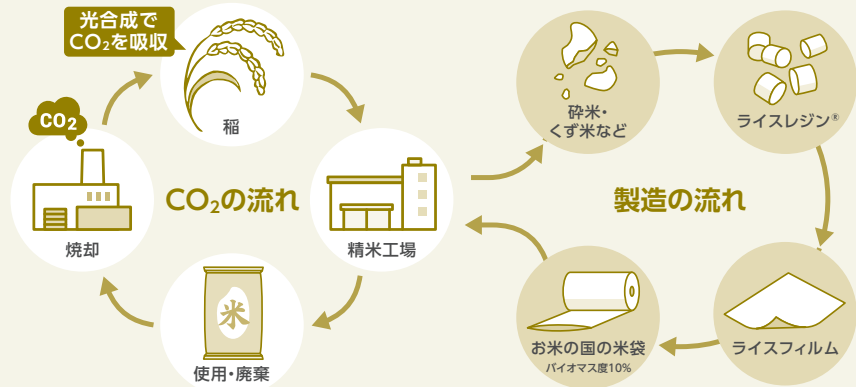 光合成で
CO₂を吸収
稲
CO₂
焼却
CO₂の流れ
精米工場
米
使用・廃棄
砕米・
くず米など
ライスレジン®
製造の流れ
お米の国の米袋
バイオマス度10%
ライスフィルム